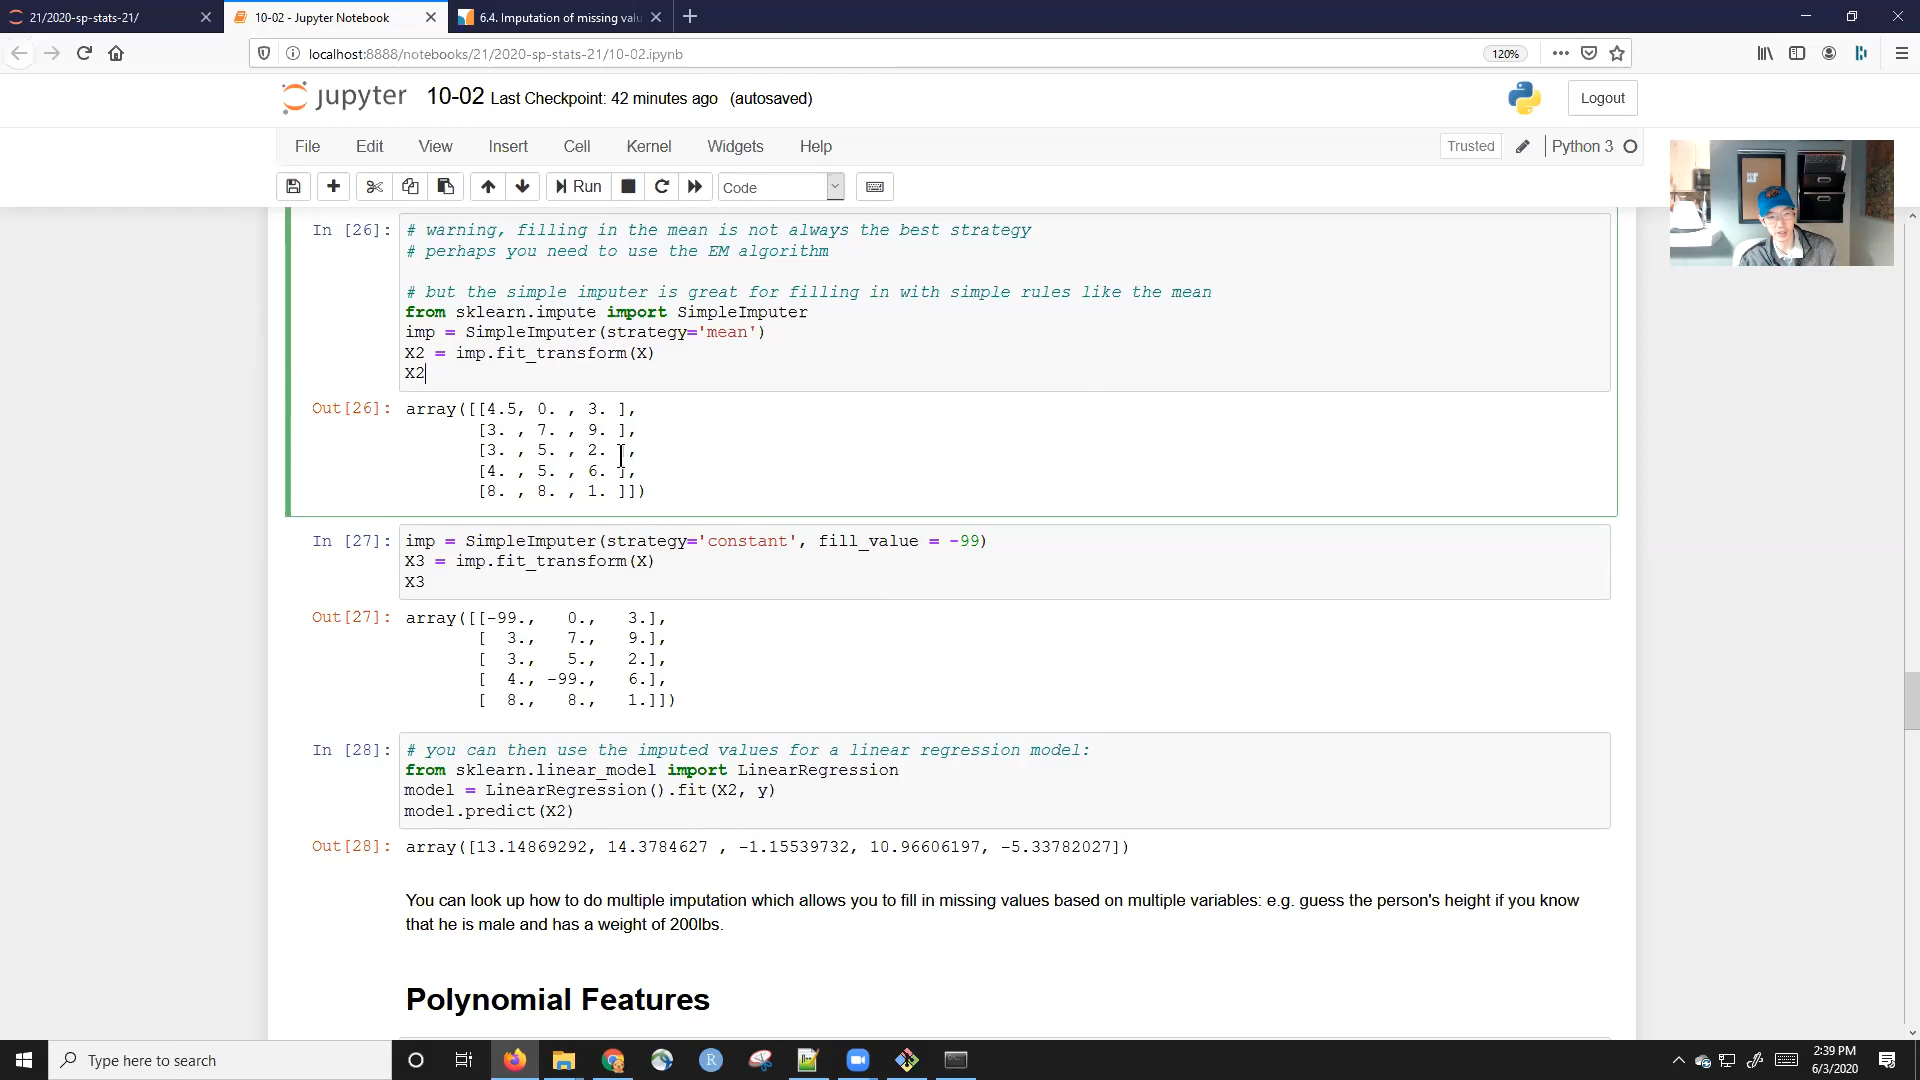 21/2020-sp-stats-21/
10-02 - Jupyter Notebook
6.4. Imputation of missing valu
localhost:8888/notebooks/21/2020-sp-stats-21/10-02.ipynb
120%
jupyter 10-02 Last Checkpoint: 42 minutes ago (autosaved)
Logout
File Edit View Insert Cell Kernel Widgets Help
Trusted
Python 3
Run
Code
In [26]:
# warning, filling in the mean is not always the best strategy
# perhaps you need to use the EM algorithm
# but the simple imputer is great for filling in with simple rules like the mean
from sklearn.impute import SimpleImputer
imp = SimpleImputer(strategy='mean')
X2 = imp.fit_transform(X)
X2
Out[26]: array([[4.5, 0. , 3. ],
[3. , 7. , 9. ],
[3. , 5. , 2. ],
[4. , 5. , 6. ],
[8. , 8. , 1. ]])
In [27]: imp = SimpleImputer(strategy='constant', fill_value = -99)
X3 = imp.fit_transform(X)
X3
Out[27]: array([[-99., 0., 3.],
[ 3., 7., 9.],
[ 3., 5., 2.],
[ 4., -99., 6.],
[ 8., 8., 1.]])
In [28]: # you can then use the imputed values for a linear regression model:
from sklearn.linear_model import LinearRegression
model = LinearRegression().fit(X2, y)
model.predict(X2)
Out[28]: array([13.14869292, 14.3784627 , -1.15539732, 10.96606197, -5.33782027])
You can look up how to do multiple imputation which allows you to fill in missing values based on multiple variables: e.g. guess the person's height if you know
that he is male and has a weight of 200lbs.
Polynomial Features
Type here to search
2:39 PM
6/3/2020